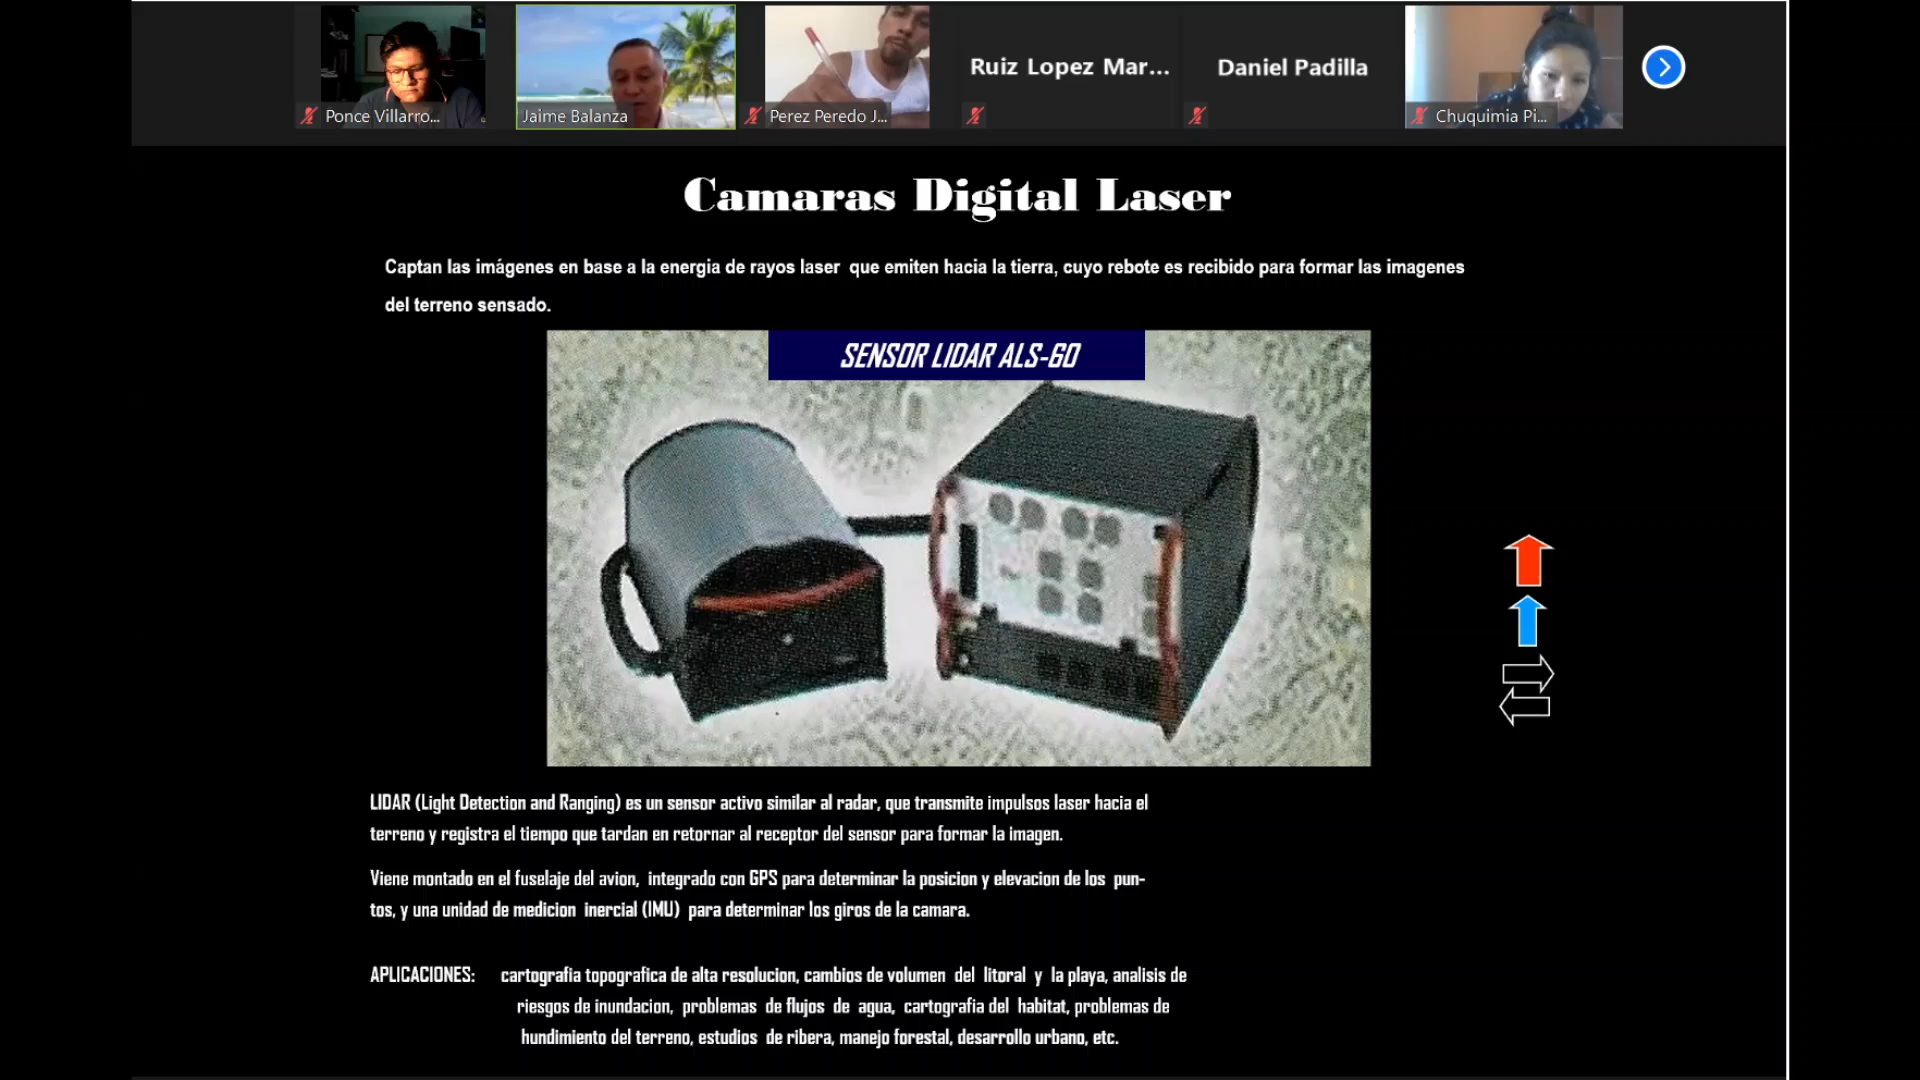 Ponce Villarro...
Jaime Balanza
Perez Peredo J...
Ruiz Lopez Mar...
Daniel Padilla
Chuquimia Pi...
Camaras Digital Laser
Captan las imágenes en base a la energia de rayos laser que emiten hacia la tierra, cuyo rebote es recibido para formar las imagenes
del terreno sensado.
SENSOR LIDAR ALS-60
LIDAR (Light Detection and Ranging) es un sensor activo similar al radar, que transmite impulsos laser hacia el
terreno y registra el tiempo que tardan en retornar al receptor del sensor para formar la imagen.
Viene montado en el fuselaje del avion, integrado con GPS para determinar la posicion y elevacion de los pun-
tos, y una unidad de medicion inercial (IMU) para determinar los giros de la camara.
APLICACIONES: cartografia topografica de alta resolucion, cambios de volumen del litoral y la playa, analisis de
riesgos de inundacion, problemas de flujos de agua, cartografia del habitat, problemas de
hundimiento del terreno, estudios de ribera, manejo forestal, desarrollo urbano, etc.